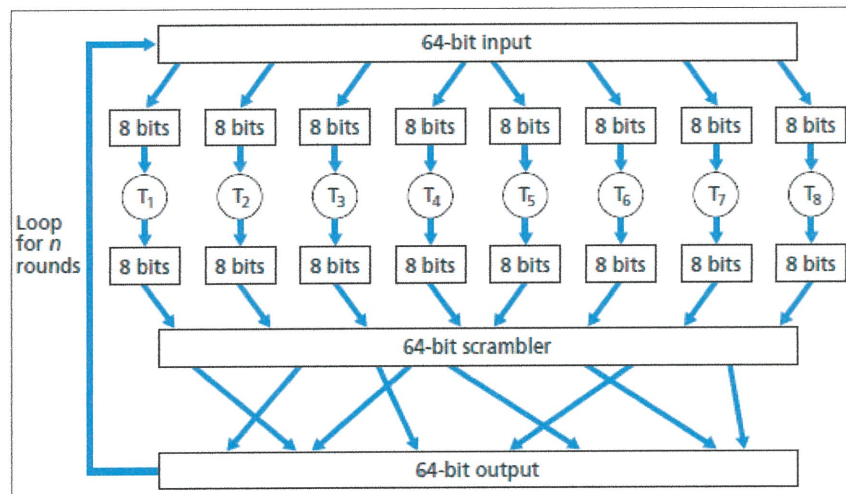 64-bit input
8 bits 8 bits 8 bits 8 bits 8 bits 8 bits 8 bits 8 bits
T1 T2 T3 T4 T5 T6 T7 T8
Loop
for n
rounds
8 bits 8 bits 8 bits 8 bits 8 bits 8 bits 8 bits 8 bits
64-bit scrambler
64-bit output